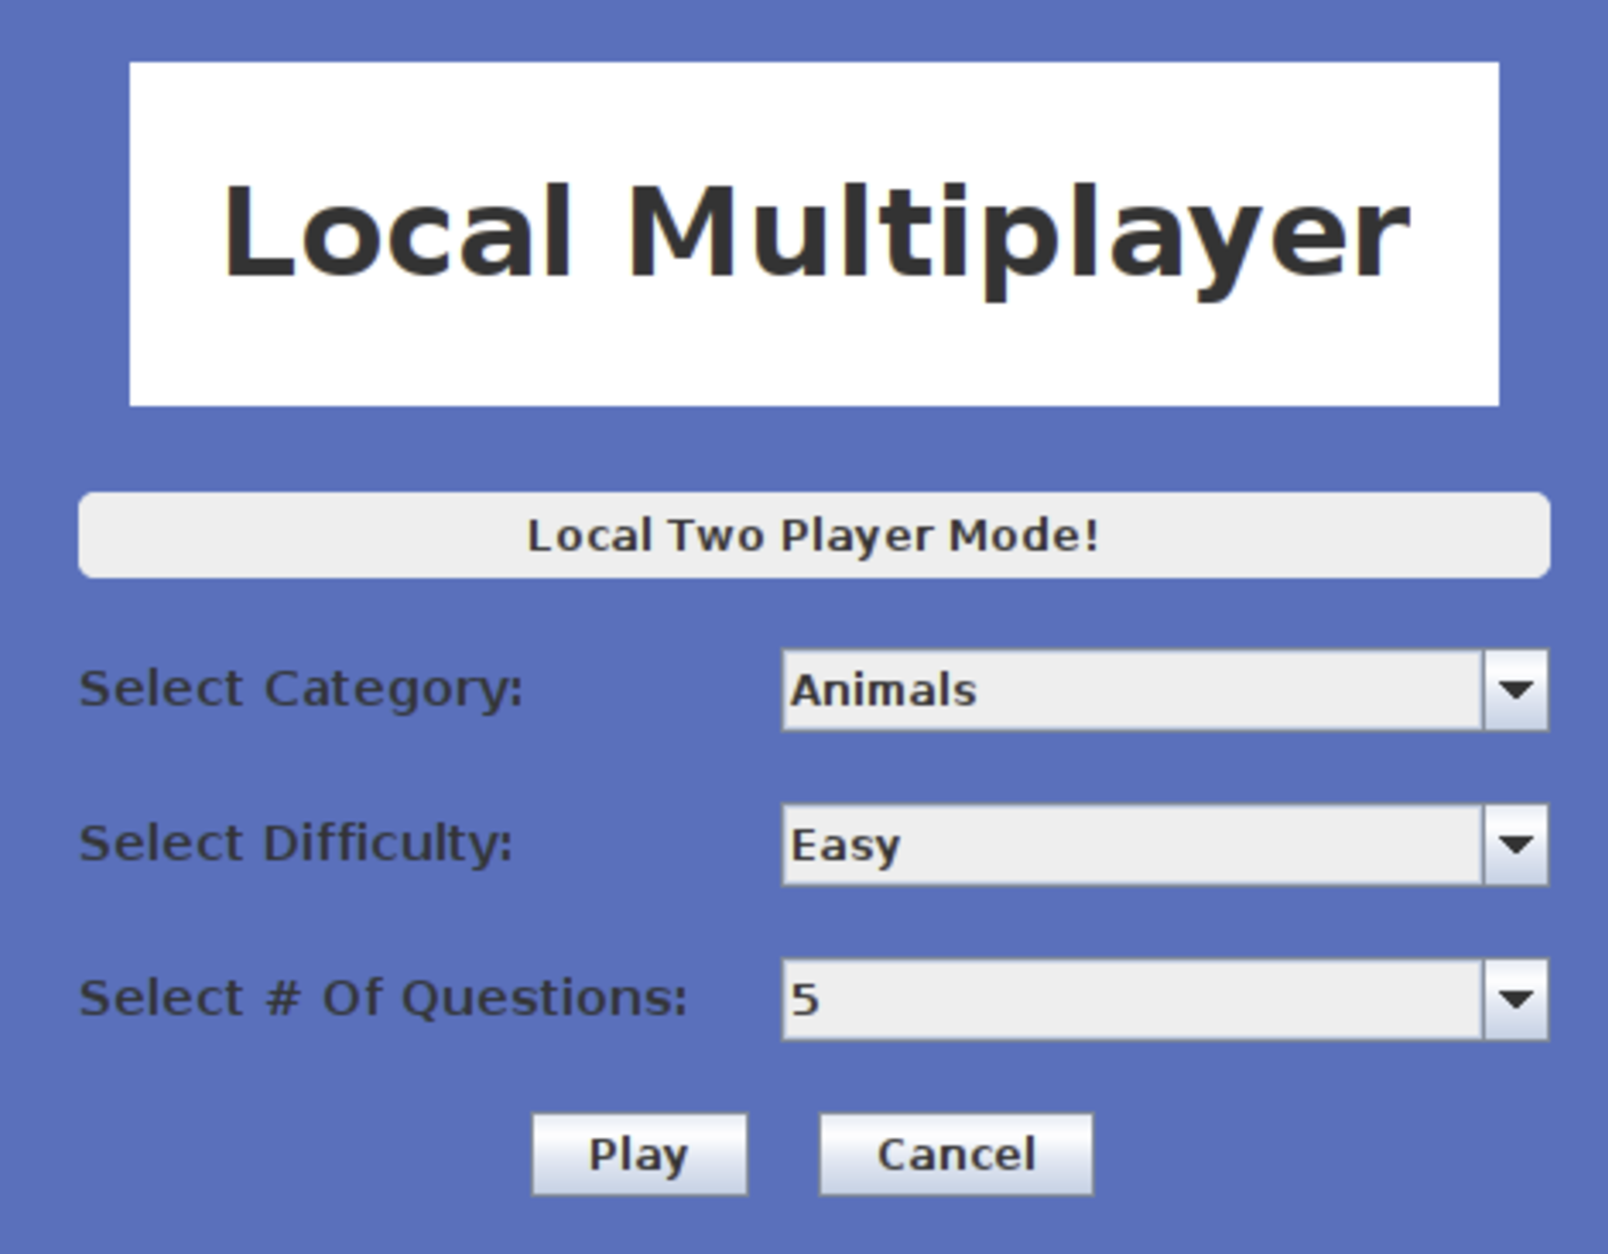 Local Multiplayer
Local Two Player Mode!
Select Category: Animals
Select Difficulty: Easy
Select # Of Questions: 5
Play Cancel